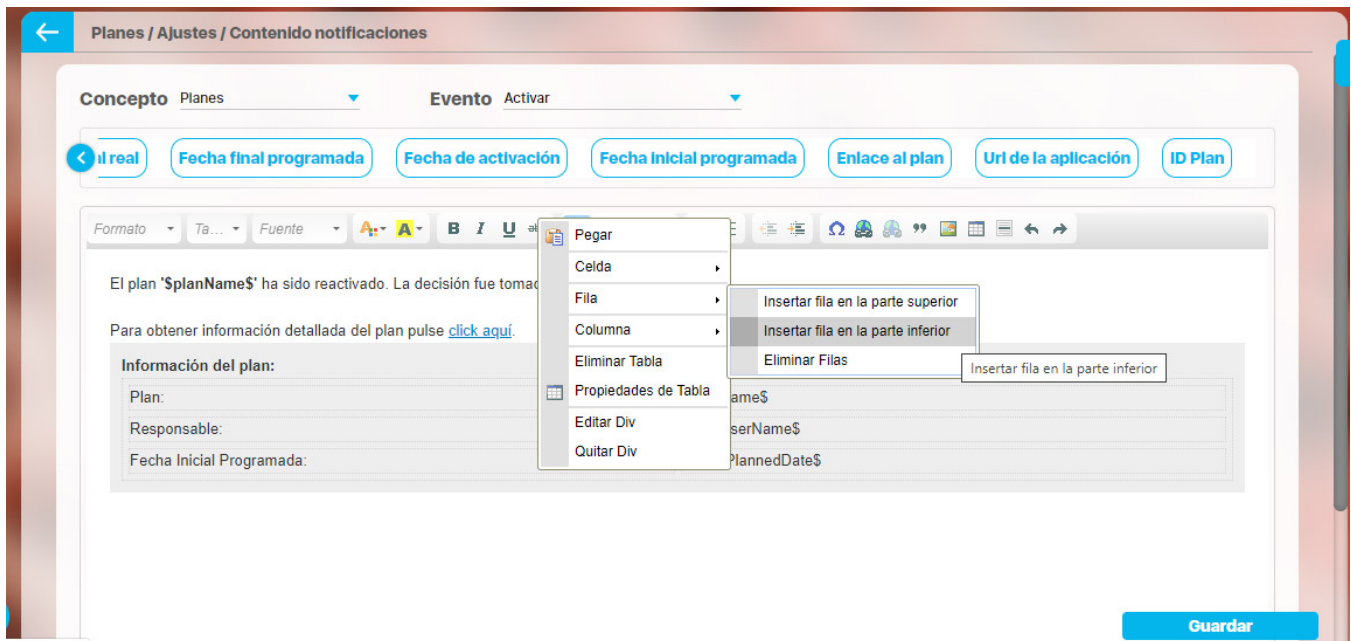 Planes / Ajustes / Contenido notificaciones
Concepto Planes Evento Activar
al real Fecha final programada Fecha de activación Fecha Inicial programada Enlace al plan Url de la aplicación ID Plan
Formato Ta... Fuente A A B I U Ω
El plan '$planName$' ha sido reactivado. La decisión fue tomad
Para obtener información detallada del plan pulse click aquí.
Información del plan:
Plan: ame$
Responsable: serName$
Fecha Inicial Programada: PlannedDate$
Pegar
Celda
Fila
Columna
Eliminar Tabla
Propiedades de Tabla
Editar Div
Quitar Div
Insertar fila en la parte superior
Insertar fila en la parte inferior
Eliminar Filas
Insertar fila en la parte inferior
Guardar